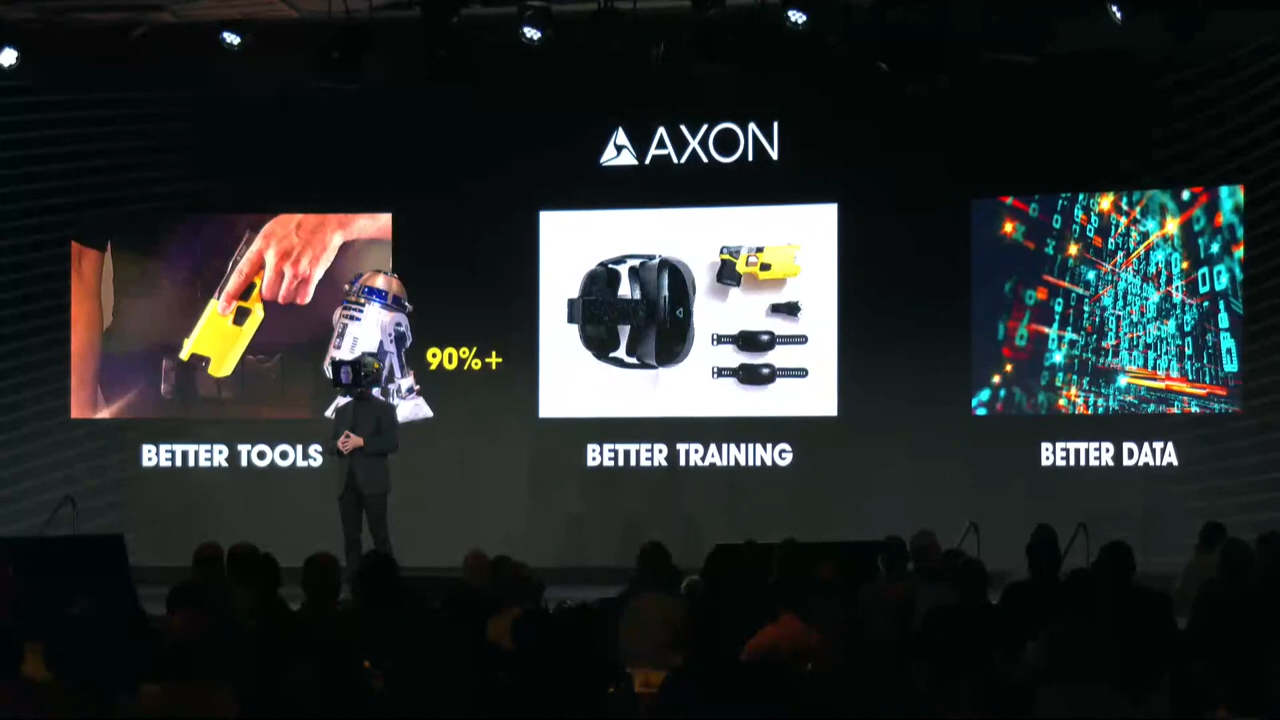 AXON
90%+
BETTER TOOLS
BETTER TRAINING
BETTER DATA